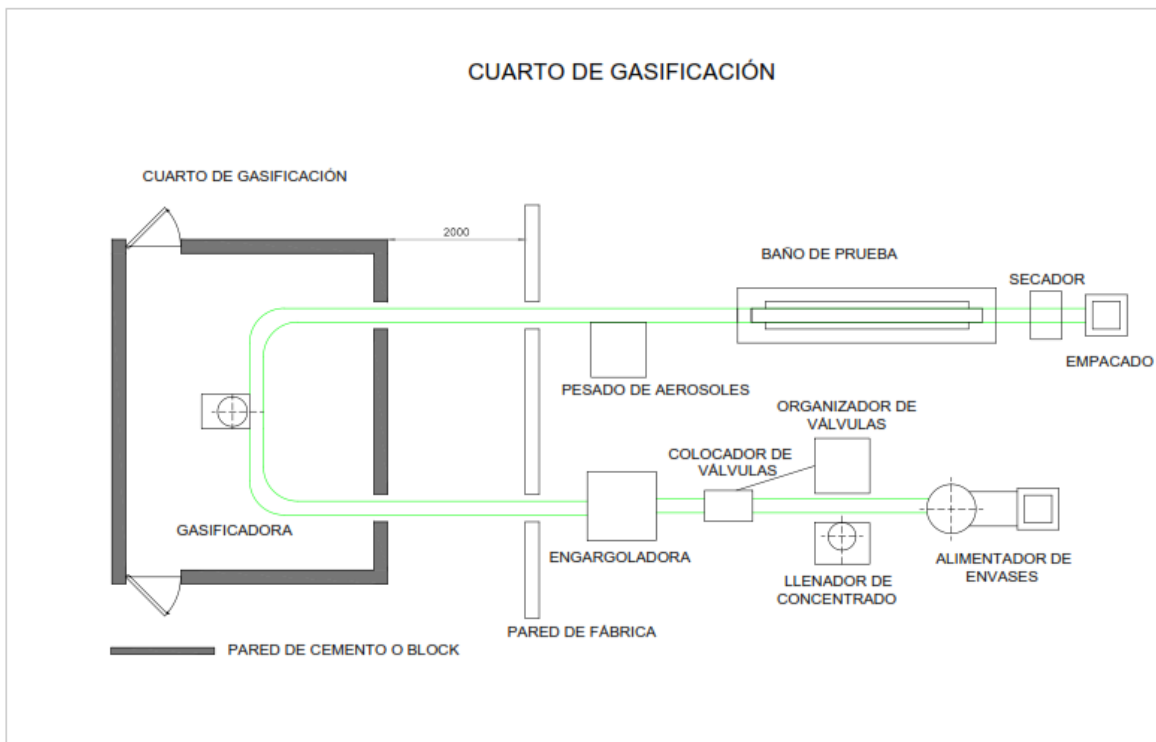 CUARTO DE GASIFICACIÓN
CUARTO DE GASIFICACIÓN
2000
BAÑO DE PRUEBA
SECADOR
EMPACADO
PESADO DE AEROSOLES
ORGANIZADOR DE
VÁLVULAS
COLOCADOR DE
VÁLVULAS
GASIFICADORA
ENGARGOLADORA
ALIMENTADOR DE
ENVASES
LLENADOR DE
CONCENTRADO
PARED DE FÁBRICA
PARED DE CEMENTO O BLOCK